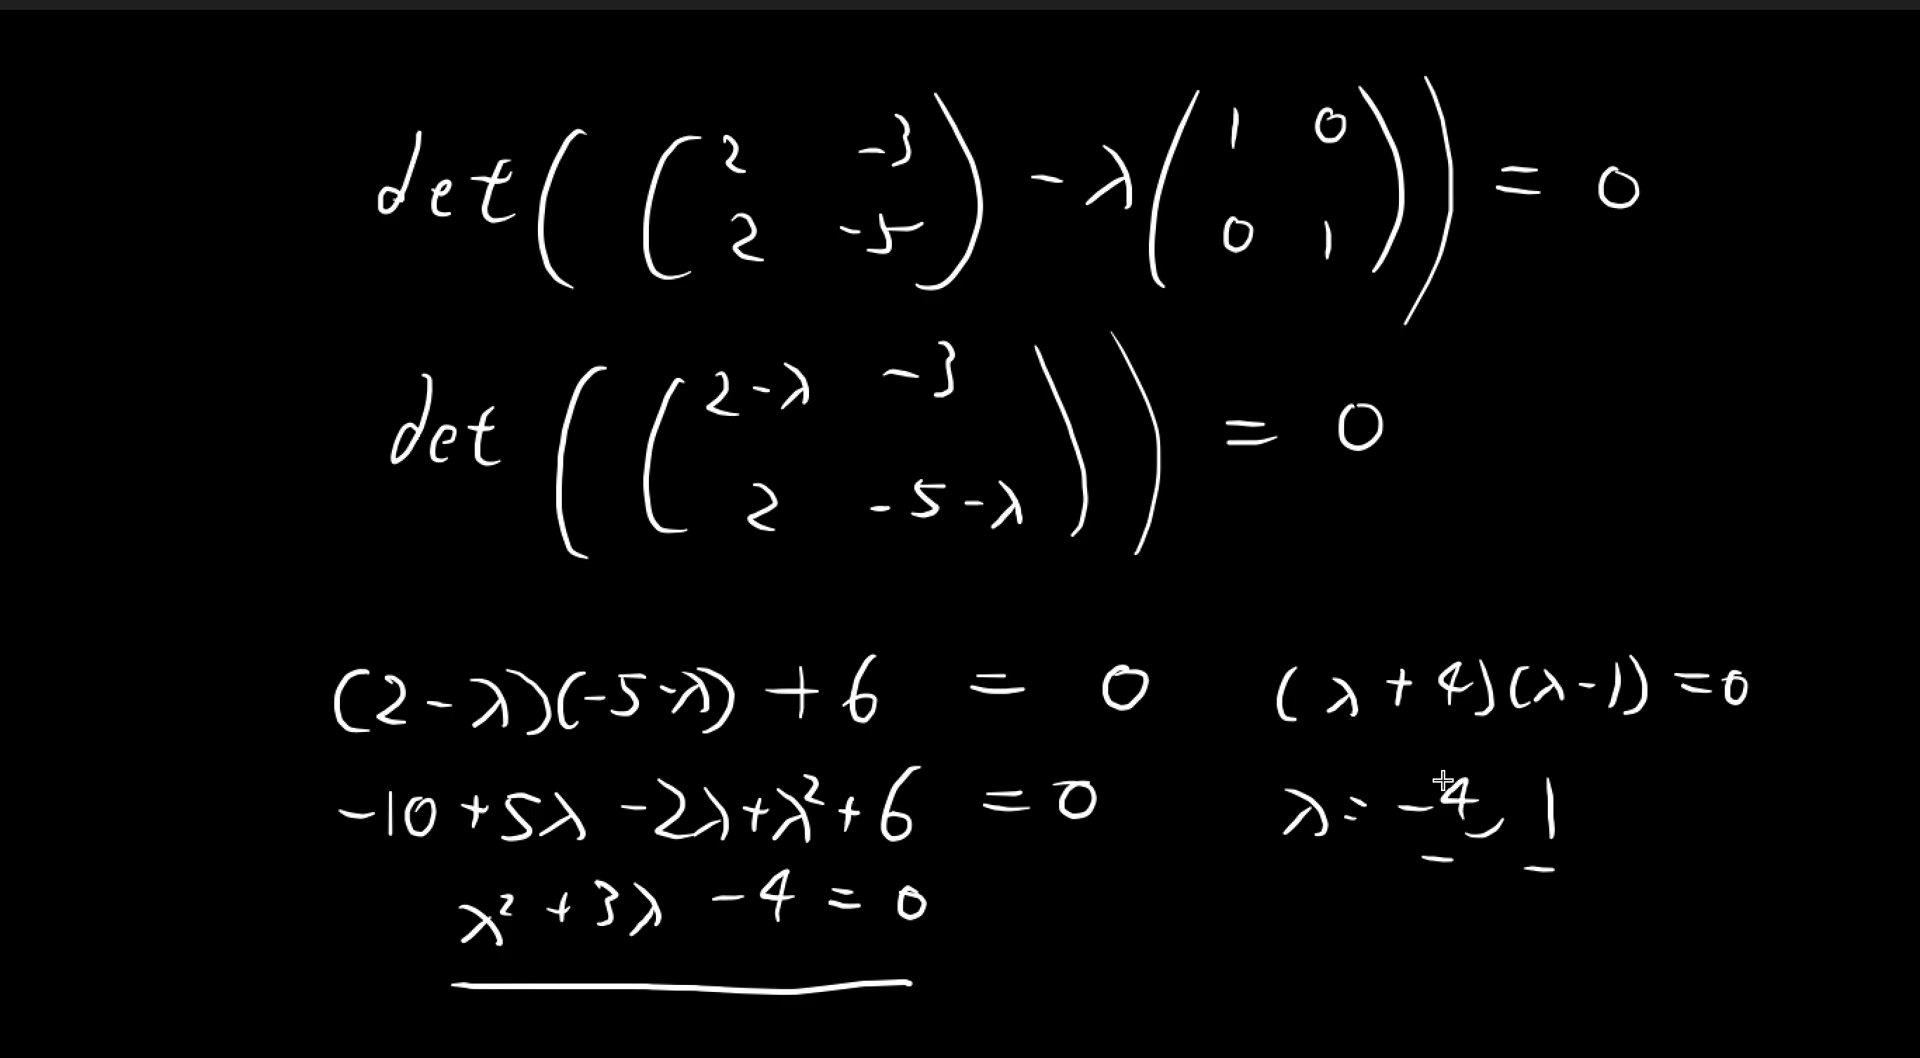 det((2 -3
2 -5) - λ(1 0
0 1)) = 0
det((2-λ -3
2 -5-λ)) = 0
(2-λ)(-5-λ) + 6 = 0
-10 + 5λ - 2λ + λ² + 6 = 0
λ² + 3λ - 4 = 0
(λ + 4)(λ - 1) = 0
λ = -4, 1